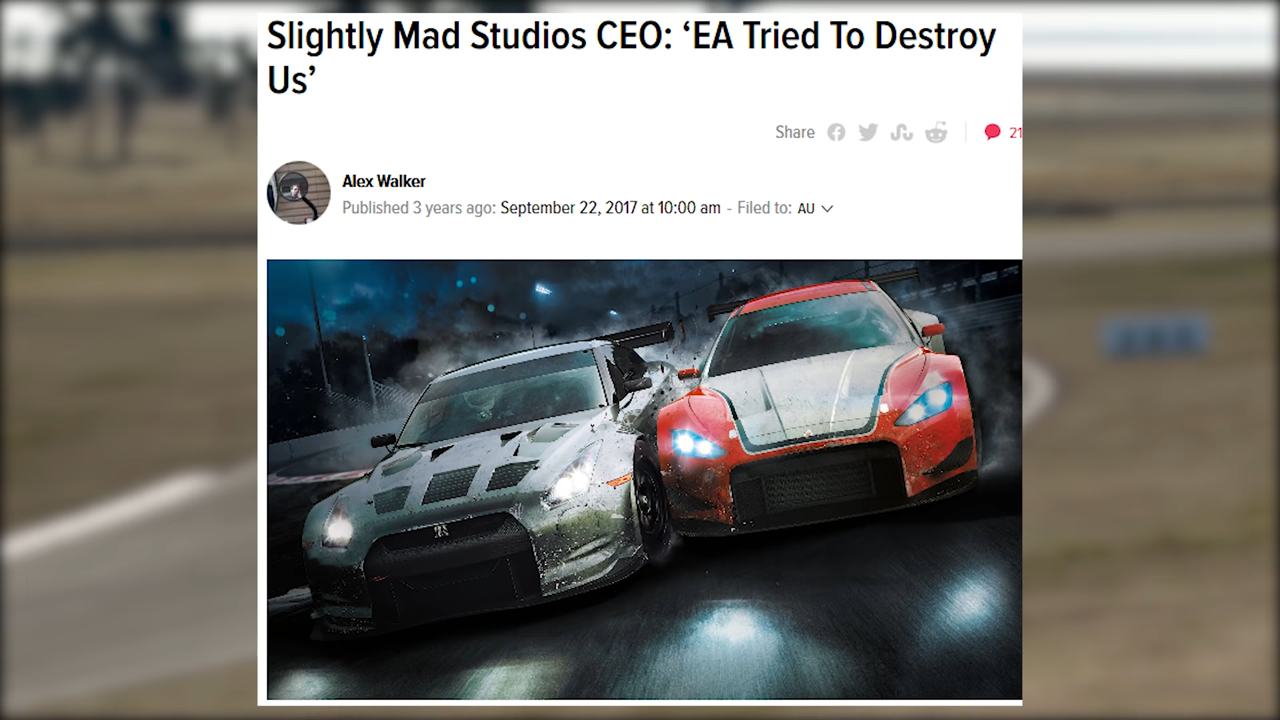 Slightly Mad Studios CEO: ‘EA Tried To Destroy
Us’
Share
21
Alex Walker
Published 3 years ago: September 22, 2017 at 10:00 am - Filed to: AU